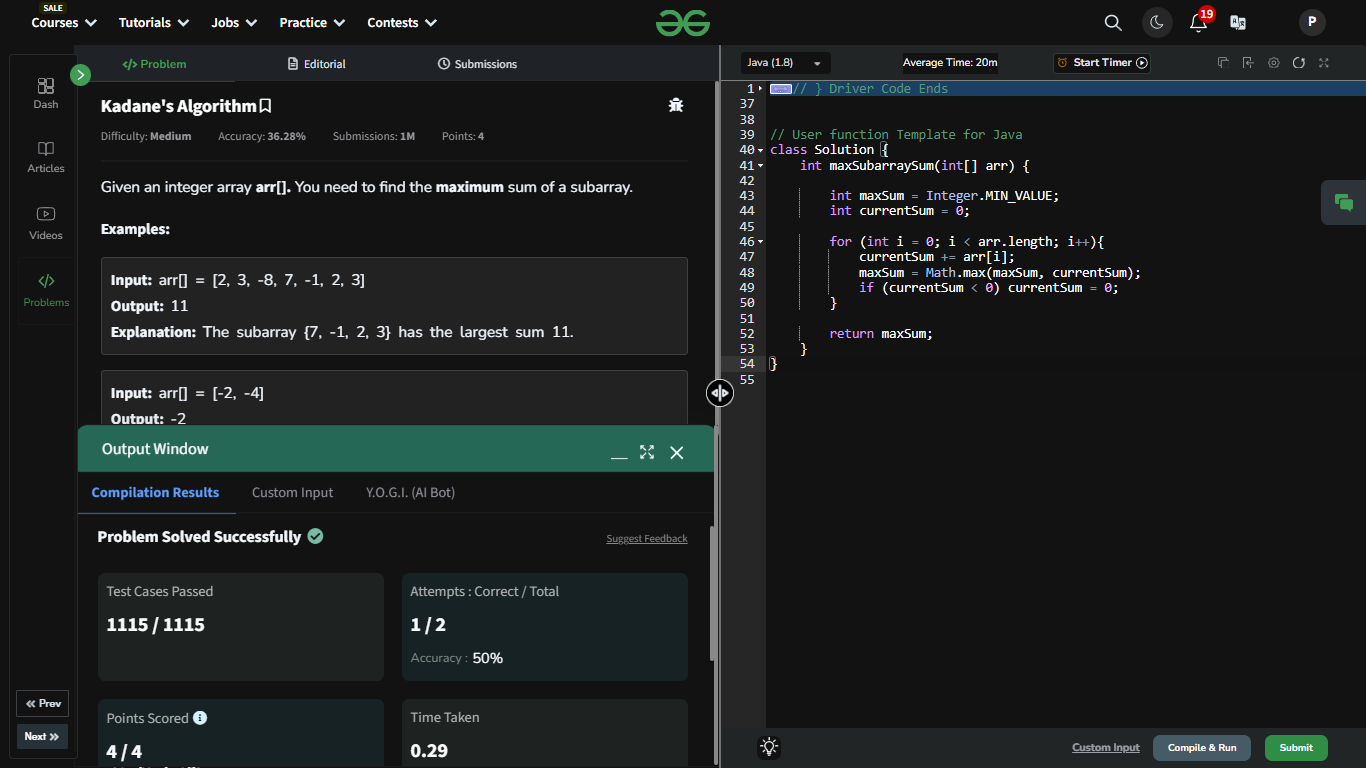 SALE
Courses Tutorials Jobs Practice Contests
19
P
Dash
Articles
Videos
</>
Problems
« Prev
Next »
</> Problem Editorial Submissions
Kadane's Algorithm
Difficulty: Medium Accuracy: 36.28% Submissions: 1M Points: 4
Given an integer array arr[]. You need to find the maximum sum of a subarray.
Examples:
Input: arr[] = [2, 3, -8, 7, -1, 2, 3]
Output: 11
Explanation: The subarray {7, -1, 2, 3} has the largest sum 11.
Input: arr[] = [-2, -4]
Output: -2
Output Window
Compilation Results Custom Input Y.O.G.I. (AI Bot)
Problem Solved Successfully
Suggest Feedback
Test Cases Passed
1115 / 1115
Attempts : Correct / Total
1 / 2
Accuracy : 50%
Points Scored
4 / 4
Time Taken
0.29
Java (1.8) Average Time: 20m Start Timer
1 // } Driver Code Ends
37
38
39 // User function Template for Java
40 class Solution {
41 int maxSubarraySum(int[] arr) {
42
43 int maxSum = Integer.MIN_VALUE;
44 int currentSum = 0;
45
46 for (int i = 0; i < arr.length; i++){
47 currentSum += arr[i];
48 maxSum = Math.max(maxSum, currentSum);
49 if (currentSum < 0) currentSum = 0;
50 }
51
52 return maxSum;
53 }
54 }
55
Custom Input Compile & Run Submit